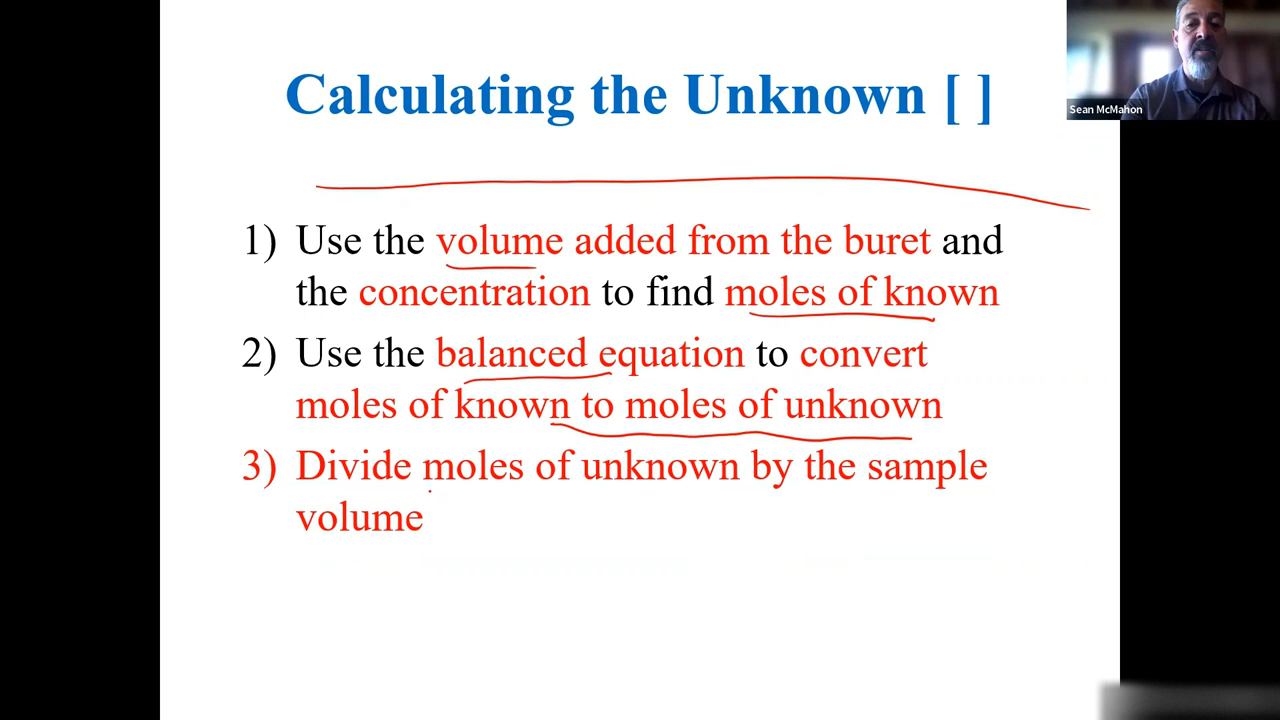 Calculating the Unknown [ ]
Sean McMahon
1) Use the volume added from the buret and
the concentration to find moles of known
2) Use the balanced equation to convert
moles of known to moles of unknown
3) Divide moles of unknown by the sample
volume